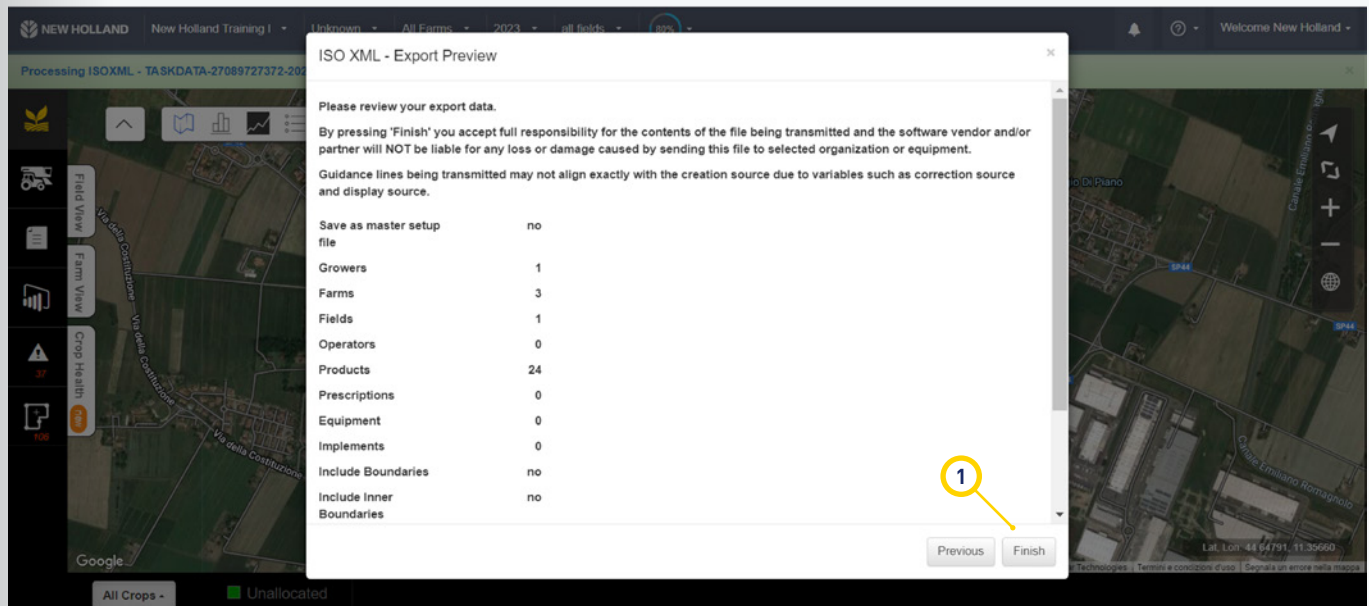 NEW HOLLAND
New Holland Training I
Unknown
All Farms
2023
all fields
80%
Welcome New Holland
Processing ISOXML - TASKDATA-27089727372-202
ISO XML - Export Preview
×
Please review your export data.
By pressing 'Finish' you accept full responsibility for the contents of the file being transmitted and the software vendor and/or
partner will NOT be liable for any loss or damage caused by sending this file to selected organization or equipment.
Guidance lines being transmitted may not align exactly with the creation source due to variables such as correction source
and display source.
Save as master setup no
file
Growers 1
Farms 3
Fields 1
Operators 0
Products 24
Prescriptions 0
Equipment 0
Implements 0
Include Boundaries no
Include Inner no
Boundaries
1
Previous Finish
Field View
Farm View
Crop Health new
37
106
Via della Costituzione
Via della Costituzione
Via della Costituzione
io Di Piano
Canale Emiliano
SP44
SP44
Canale Emiliano Romagnolo
Google
Lat, Lon: 44.64791, 11.35660
Technologies Termini e condizioni d'uso Segnala un errore nella mappa
All Crops
Unallocated